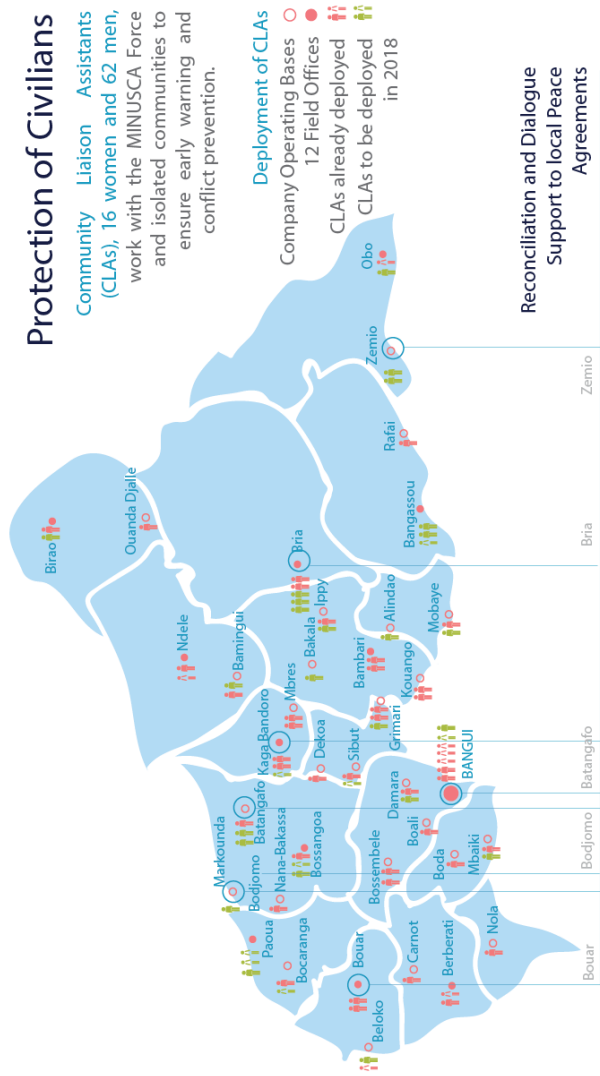 Protection of Civilians
Community Liaison Assistants
(CLAs), 16 women and 62 men,
work with the MINUSCA Force
and isolated communities to
ensure early warning and
conflict prevention.
Deployment of CLAs
Company Operating Bases
12 Field Offices
CLAs already deployed
CLAs to be deployed
in 2018
Birao
Ouanda Djalle
Ndele
Markounda
Bamingui
Bodjomo
Batangafo
Kaga Bandoro
Paoua
Nana-Bakassa
Mbres
Bria
Bocaranga
Bakala
Bossangoa
Dekoa
Ippy
Sibut
Bouar
Bambari
Obo
Zemio
Bossembele
Beloko
Alindao
Rafai
Damara
Grimari
Kouango
Bangassou
Carnot
Boali
Mobaye
Boda
Berberati
BANGUI
Mbaiki
Nola
Reconciliation and Dialogue
Support to local Peace
Agreements
Bouar
Bodjomo
Batangafo
Bria
Zemio